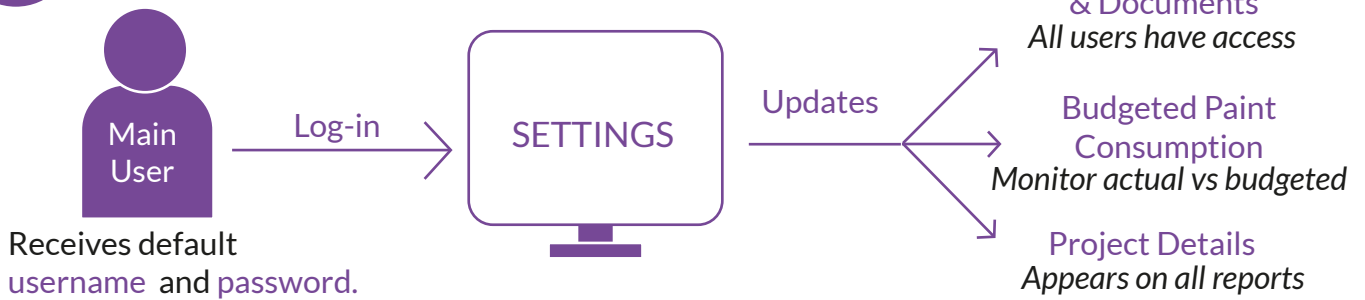 & Documents
All users have access
Main
User
Log-in
SETTINGS
Updates
Budgeted Paint
Consumption
Monitor actual vs budgeted
Receives default
username and password.
Project Details
Appears on all reports